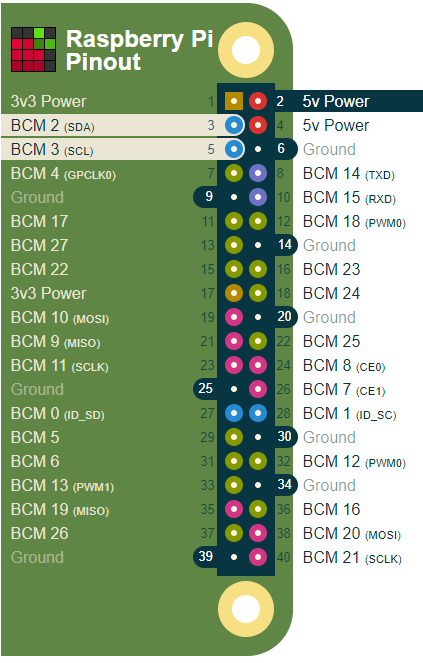 Raspberry Pi
Pinout
3v3 Power 1 2 5v Power
BCM 2 (SDA) 3 4 5v Power
BCM 3 (SCL) 5 6 Ground
BCM 4 (GPCLK0) 7 8 BCM 14 (TXD)
Ground 9 10 BCM 15 (RXD)
BCM 17 11 12 BCM 18 (PWM0)
BCM 27 13 14 Ground
BCM 22 15 16 BCM 23
3v3 Power 17 18 BCM 24
BCM 10 (MOSI) 19 20 Ground
BCM 9 (MISO) 21 22 BCM 25
BCM 11 (SCLK) 23 24 BCM 8 (CE0)
Ground 25 26 BCM 7 (CE1)
BCM 0 (ID_SD) 27 28 BCM 1 (ID_SC)
BCM 5 29 30 Ground
BCM 6 31 32 BCM 12 (PWM0)
BCM 13 (PWM1) 33 34 Ground
BCM 19 (MISO) 35 36 BCM 16
BCM 26 37 38 BCM 20 (MOSI)
Ground 39 40 BCM 21 (SCLK)